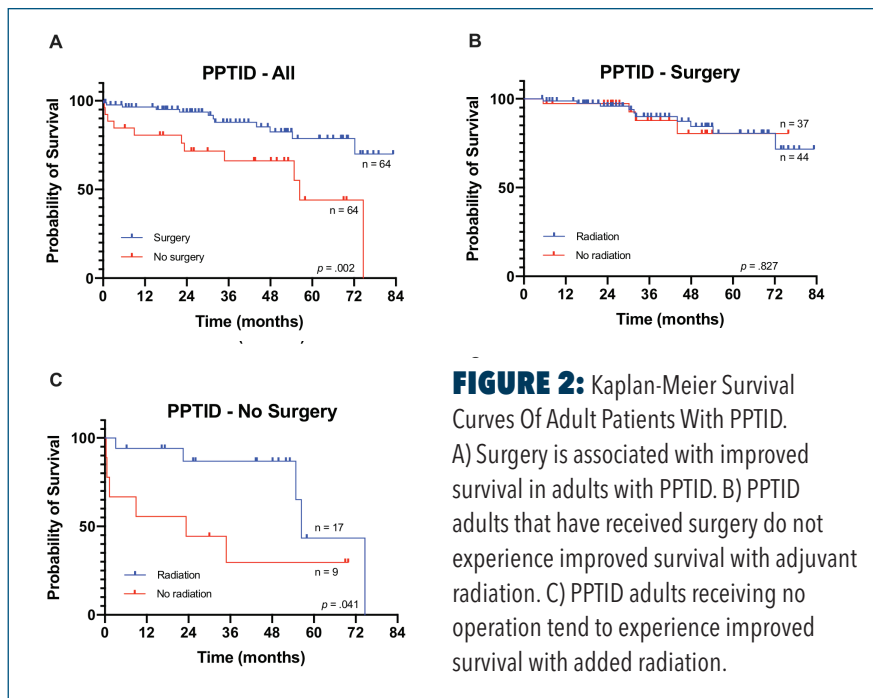 A
PPTID - All
Probability of Survival
100
50
0
n = 64
n = 64
Surgery
No surgery
p = .002
0 12 24 36 48 60 72 84
Time (months)
B
PPTID - Surgery
Probability of Survival
100
50
0
n = 37
n = 44
Radiation
No radiation
p = .827
0 12 24 36 48 60 72 84
Time (months)
C
PPTID - No Surgery
Probability of Survival
100
50
0
n = 17
n = 9
Radiation
No radiation
p = .041
0 12 24 36 48 60 72 84
Time (months)
FIGURE 2: Kaplan-Meier Survival
Curves Of Adult Patients With PPTID.
A) Surgery is associated with improved
survival in adults with PPTID. B) PPTID
adults that have received surgery do not
experience improved survival with adjuvant
radiation. C) PPTID adults receiving no
operation tend to experience improved
survival with added radiation.